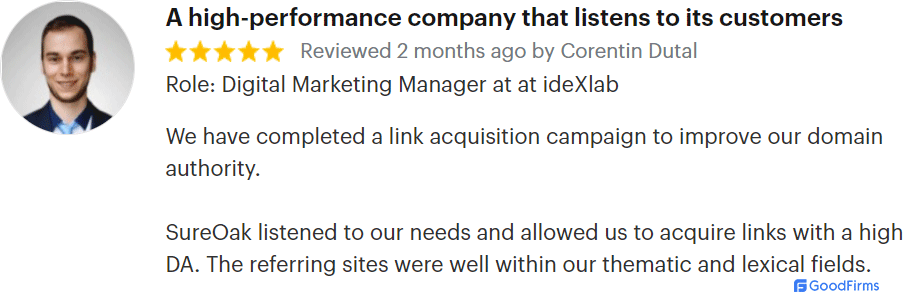 A high-performance company that listens to its customers
Reviewed 2 months ago by Corentin Dutal
Role: Digital Marketing Manager at at ideXlab
We have completed a link acquisition campaign to improve our domain
authority.
SureOak listened to our needs and allowed us to acquire links with a high
DA. The referring sites were well within our thematic and lexical fields.
GoodFirms